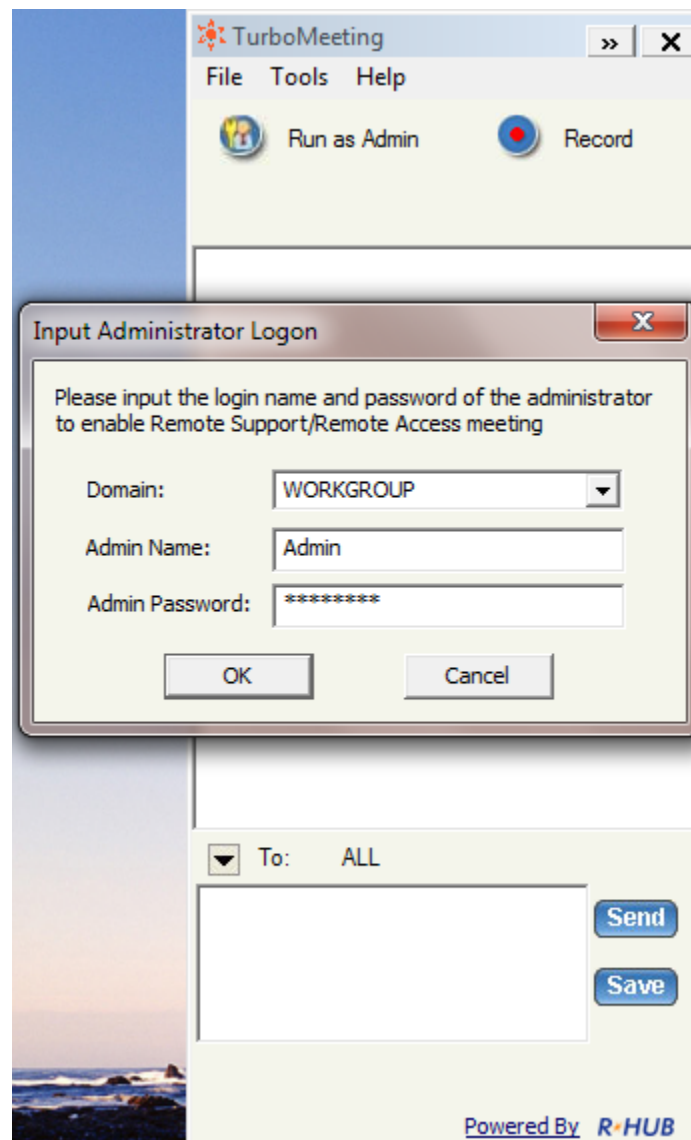 TurboMeeting
File Tools Help
Run as Admin Record
Input Administrator Logon
Please input the login name and password of the administrator
to enable Remote Support/Remote Access meeting
Domain: WORKGROUP
Admin Name: Admin
Admin Password: ********
OK Cancel
To: ALL
Send
Save
Powered By R·HUB